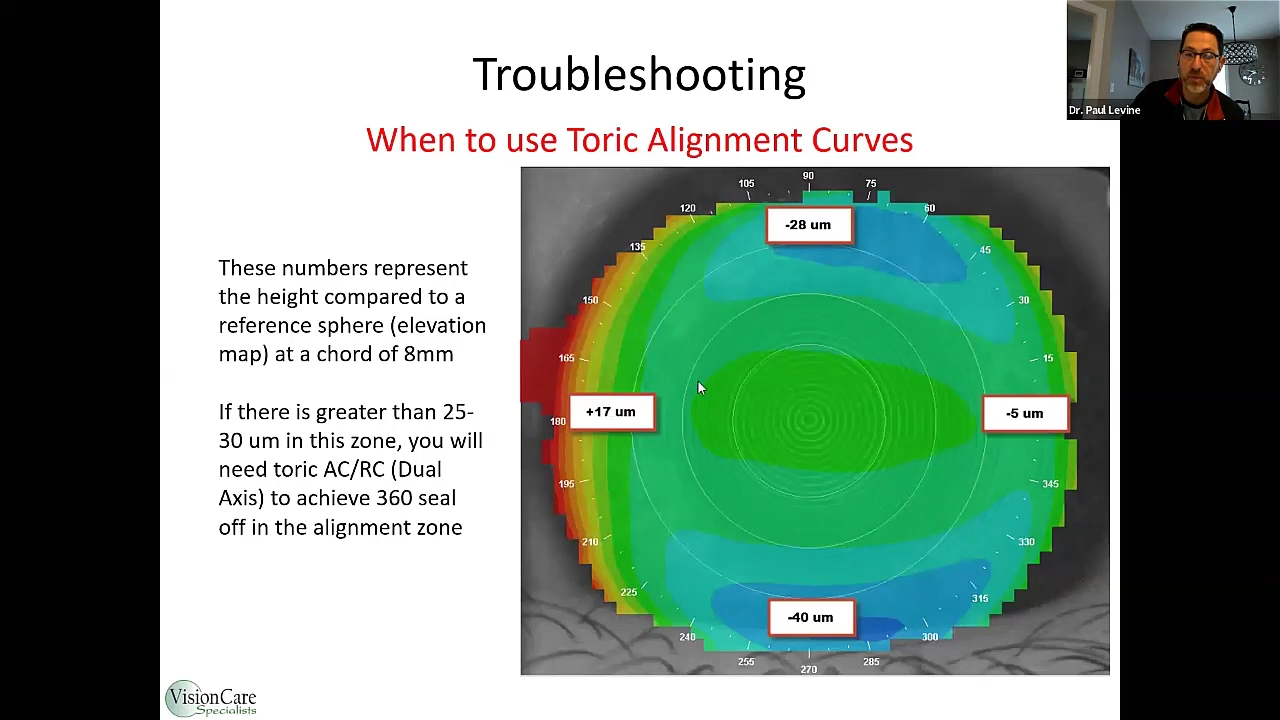 Troubleshooting
Dr. Paul Levine
When to use Toric Alignment Curves
These numbers represent
the height compared to a
reference sphere (elevation
map) at a chord of 8mm
If there is greater than 25-
30 um in this zone, you will
need toric AC/RC (Dual
Axis) to achieve 360 seal
off in the alignment zone
90
105
75
120
60
-28 um
135
45
150
30
165
15
180
+17 um
-5 um
195
345
210
330
225
315
-40 um
240
300
255
285
270
VisionCare
Specialists